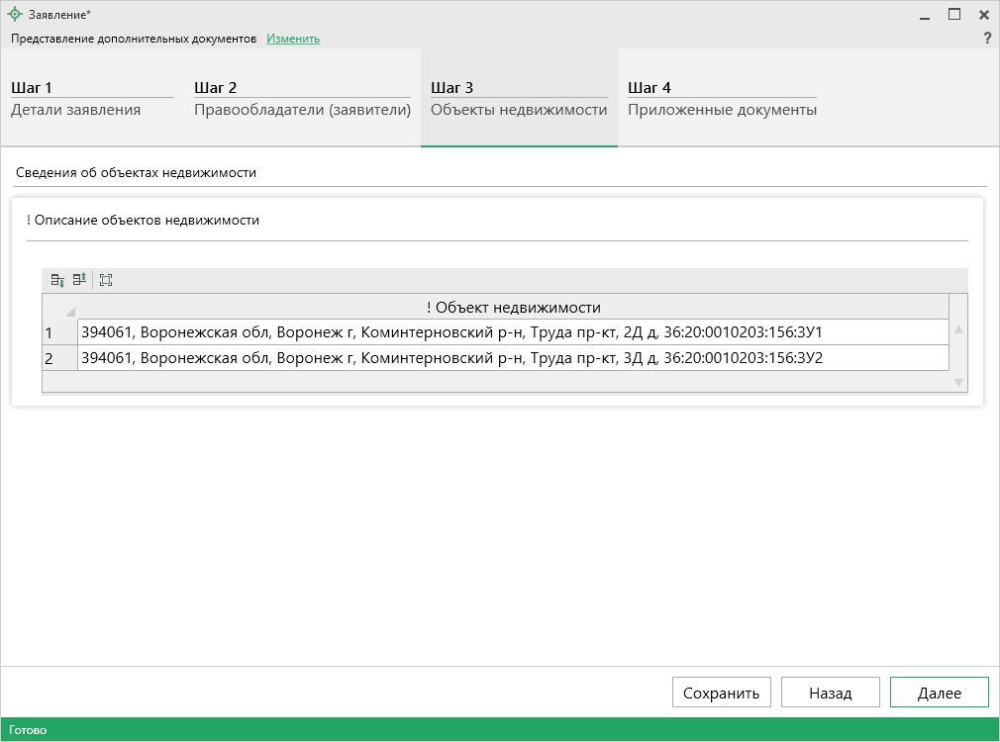 Заявление*
Представление дополнительных документов Изменить ?
Шаг 1
Детали заявления
Шаг 2
Правообладатели (заявители)
Шаг 3
Объекты недвижимости
Шаг 4
Приложенные документы
Сведения об объектах недвижимости
! Описание объектов недвижимости
! Объект недвижимости
1 394061, Воронежская обл, Воронеж г, Коминтерновский р-н, Труда пр-кт, 2Д д, 36:20:0010203:156:ЗУ1
2 394061, Воронежская обл, Воронеж г, Коминтерновский р-н, Труда пр-кт, 3Д д, 36:20:0010203:156:ЗУ2
Сохранить Назад Далее
Готово